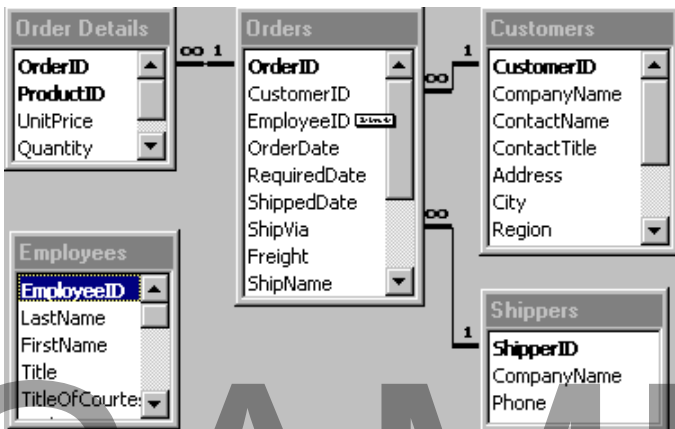 Order Details
OrderID
ProductID
UnitPrice
Quantity
∞ 1
Orders
OrderID
CustomerID
EmployeeID
OrderDate
RequiredDate
ShippedDate
ShipVia
Freight
ShipName
1
∞
Customers
CustomerID
CompanyName
ContactName
ContactTitle
Address
City
Region
Employees
EmployeeID
LastName
FirstName
Title
TitleOfCourte
∞
1
Shippers
ShipperID
CompanyName
Phone